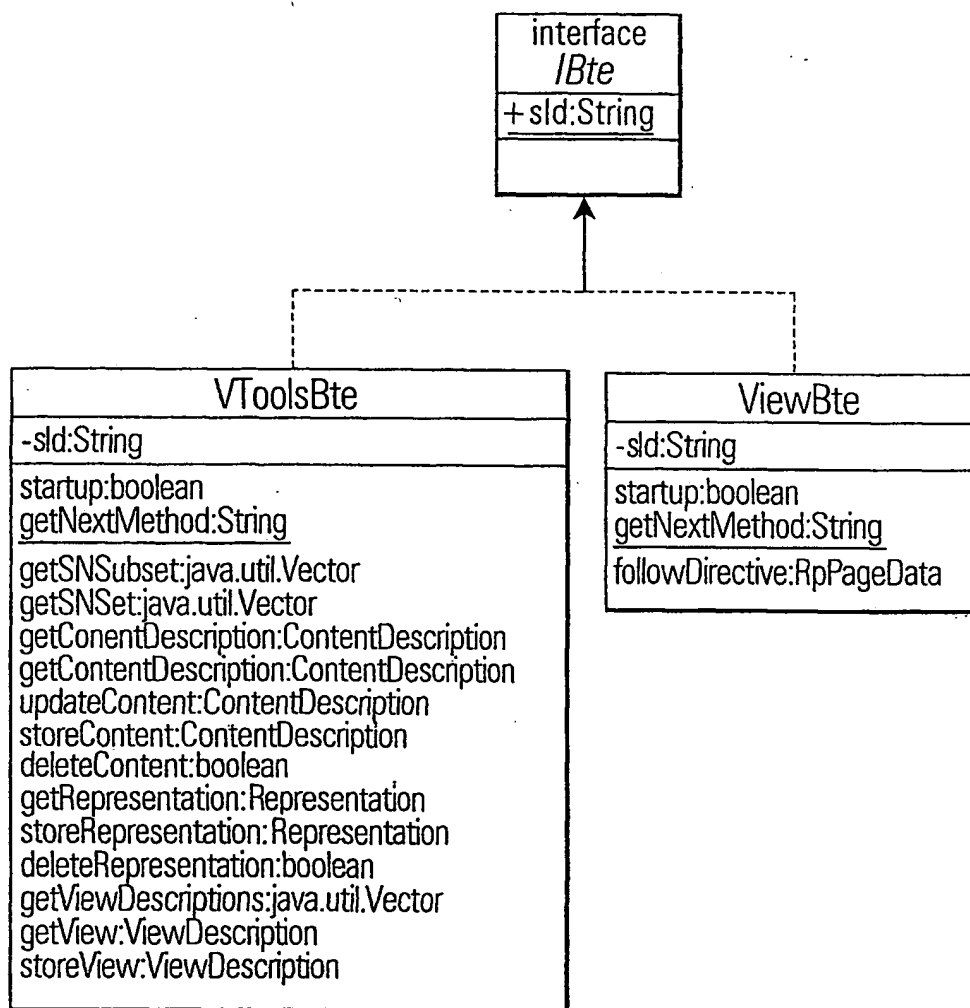 interface
IBte
+sId:String
VToolsBte
-sId:String
startup:boolean
getNextMethod:String
getSNSubset:java.util.Vector
getSNSet:java.util.Vector
getConentDescription:ContentDescription
getContentDescription:ContentDescription
updateContent:ContentDescription
storeContent:ContentDescription
deleteContent:boolean
getRepresentation:Representation
storeRepresentation:Representation
deleteRepresentation:boolean
getViewDescriptions:java.util.Vector
getView:ViewDescription
storeView:ViewDescription
ViewBte
-sId:String
startup:boolean
getNextMethod:String
followDirective:RpPageData